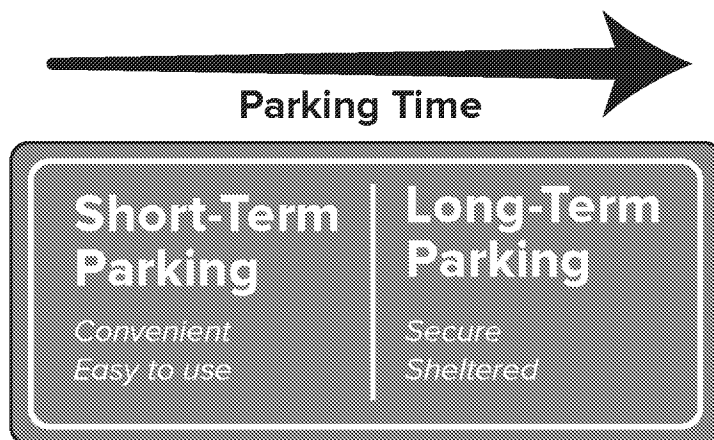 Parking Time
Short-Term
Parking
Convenient
Easy to use
Long-Term
Parking
Secure
Sheltered